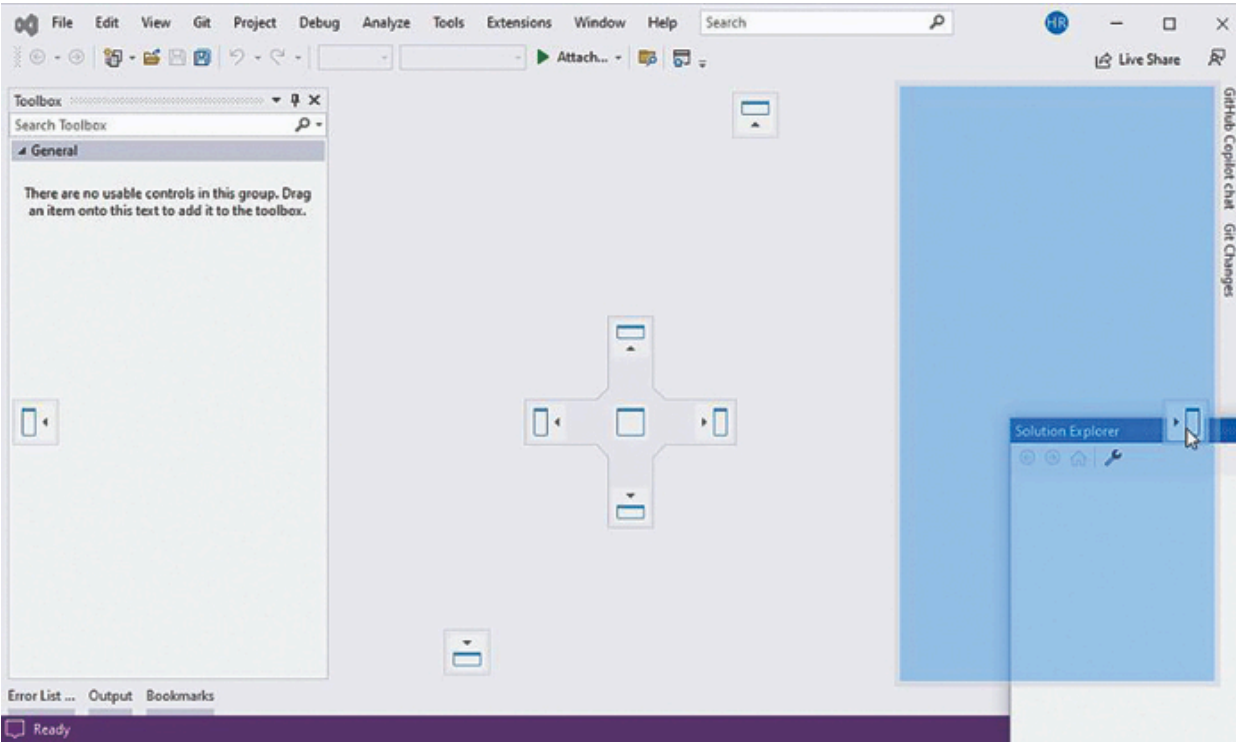 File Edit View Git Project Debug Analyze Tools Extensions Window Help Search HR
Attach... Live Share
Toolbox
Search Toolbox
General
There are no usable controls in this group. Drag
an item onto this text to add it to the toolbox.
GitHub Copilot chat Git Changes
Solution Explorer
Error List ... Output Bookmarks
Ready